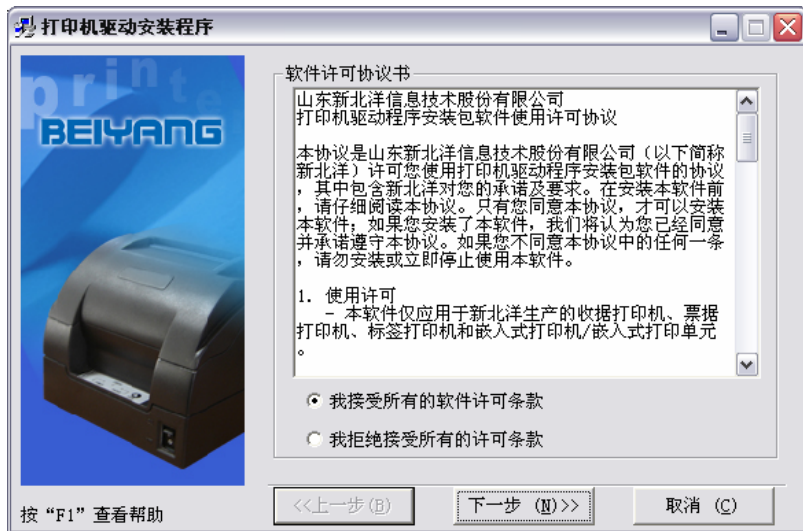 打印机驱动安装程序
printe
BEIYANG
软件许可协议书
山东新北洋信息技术股份有限公司
打印机驱动程序安装包软件使用许可协议
本协议是山东新北洋信息技术股份有限公司（以下简称
新北洋）许可您使用打印机驱动程序安装包软件的协议
，其中包含新北洋对您的承诺及要求。在安装本软件前
，请仔细阅读本协议。只有您同意本协议，才可以安装
本软件；如果您安装了本软件，我们将认为您已经同意
并承诺遵守本协议。如果您不同意本协议中的任何一条
，请勿安装或立即停止使用本软件。
1. 使用许可
- 本软件仅应用于新北洋生产的收据打印机、票据
打印机、标签打印机和嵌入式打印机/嵌入式打印单元
。
我接受所有的软件许可条款
我拒绝接受所有的许可条款
按“F1”查看帮助
<<上一步(B)
下一步 (N)>>
取消 (C)